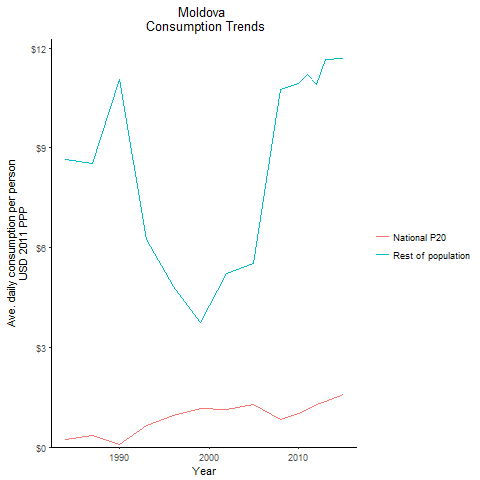 Moldova
Consumption Trends
$12
$9
$6
$3
$0
Ave. daily consumption per person
USD 2011 PPP
1990
2000
2010
Year
National P20
Rest of population